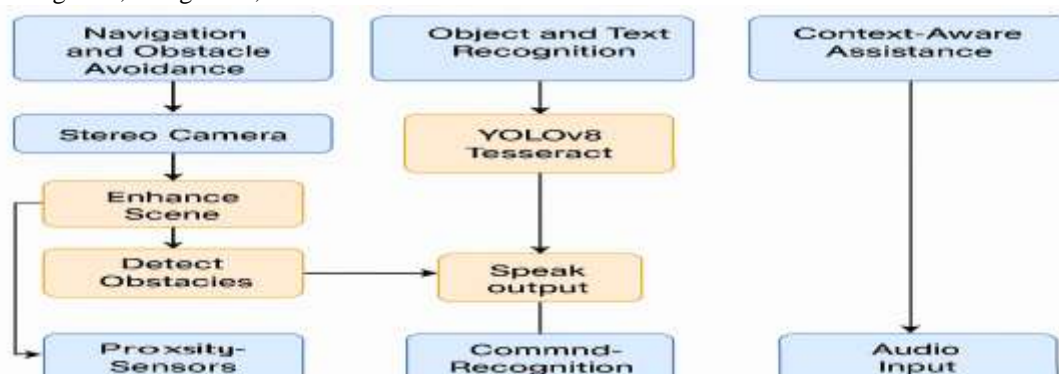 Navigation
and Obstacle
Avoidance
Object and Text
Recognition
Context-Aware
Assistance
Stereo Camera
YOLOv8
Tesseract
Enhance
Scene
Detect
Obstacies
Speak
output
Proxsity-
Sensors
Commnd-
Recognition
Audio
Input